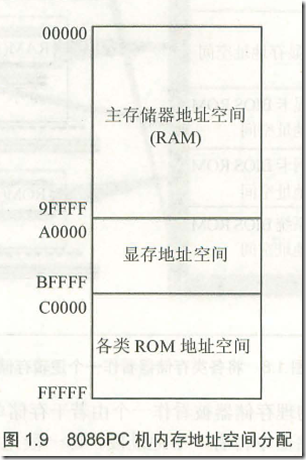 00000
主存储器地址空间
(RAM)
9FFFF
A0000
显存地址空间
BFFFF
C0000
各类 ROM 地址空间
FFFFF
图 1.9 8086PC 机内存地址空间分配